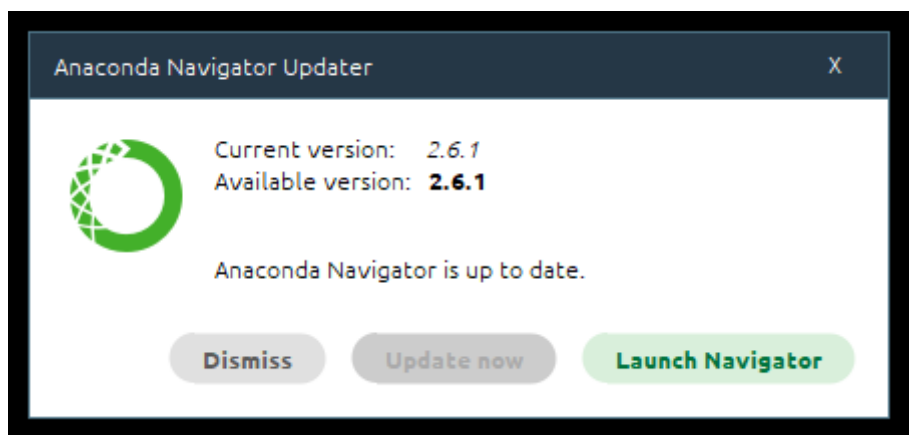 Anaconda Navigator Updater X
Current version: 2.6.1
Available version: 2.6.1
Anaconda Navigator is up to date.
Dismiss Update now Launch Navigator